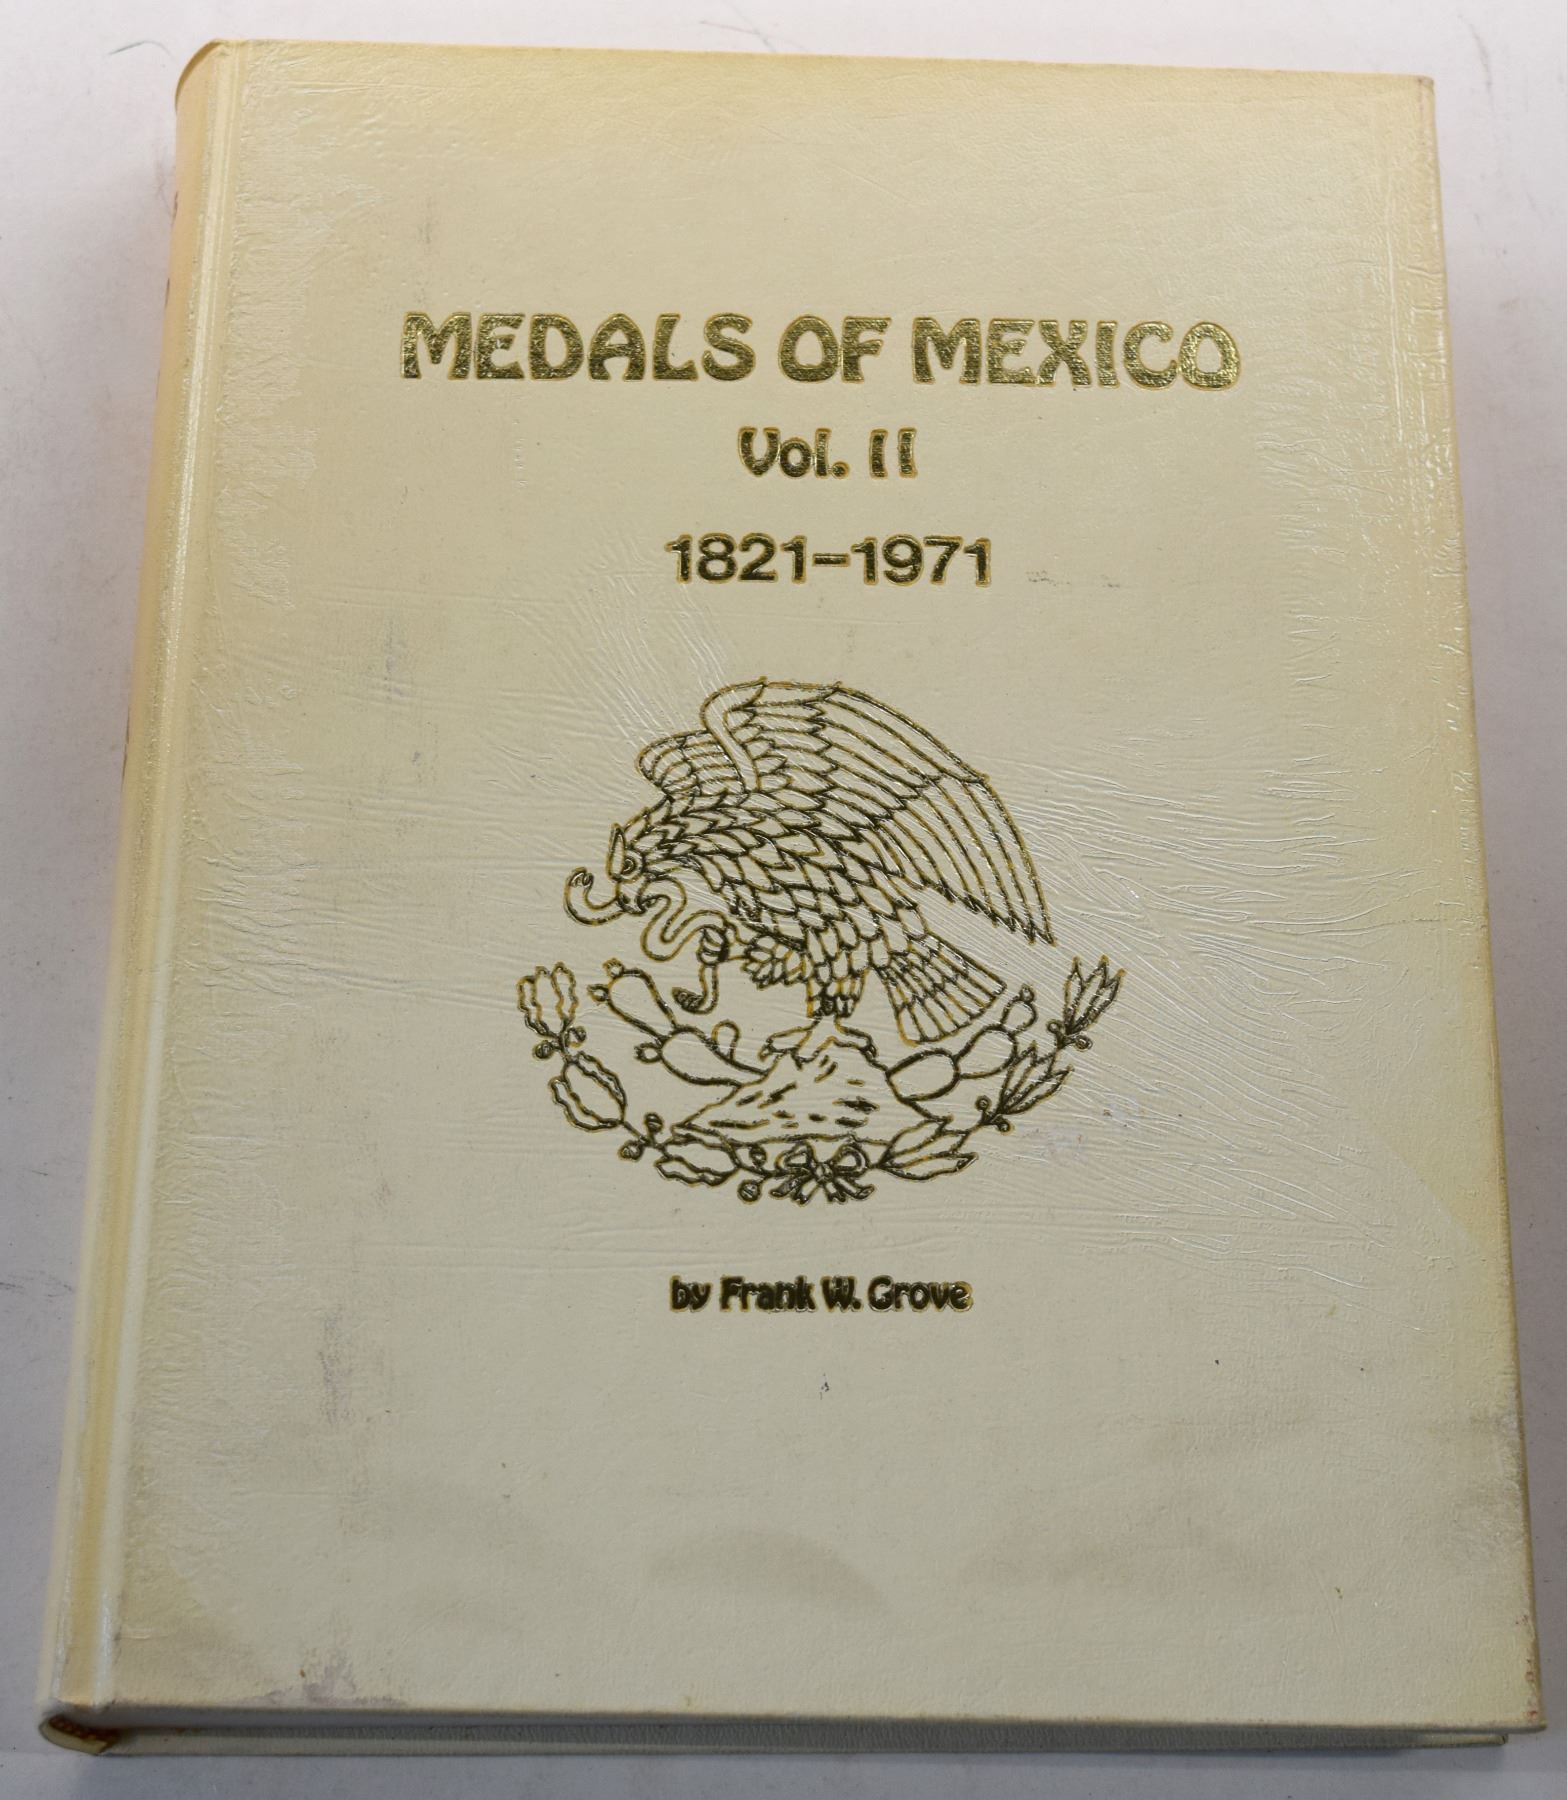 MEDALS OF MEXICO
Vol. II
1821-1971
by Frank W. Grove